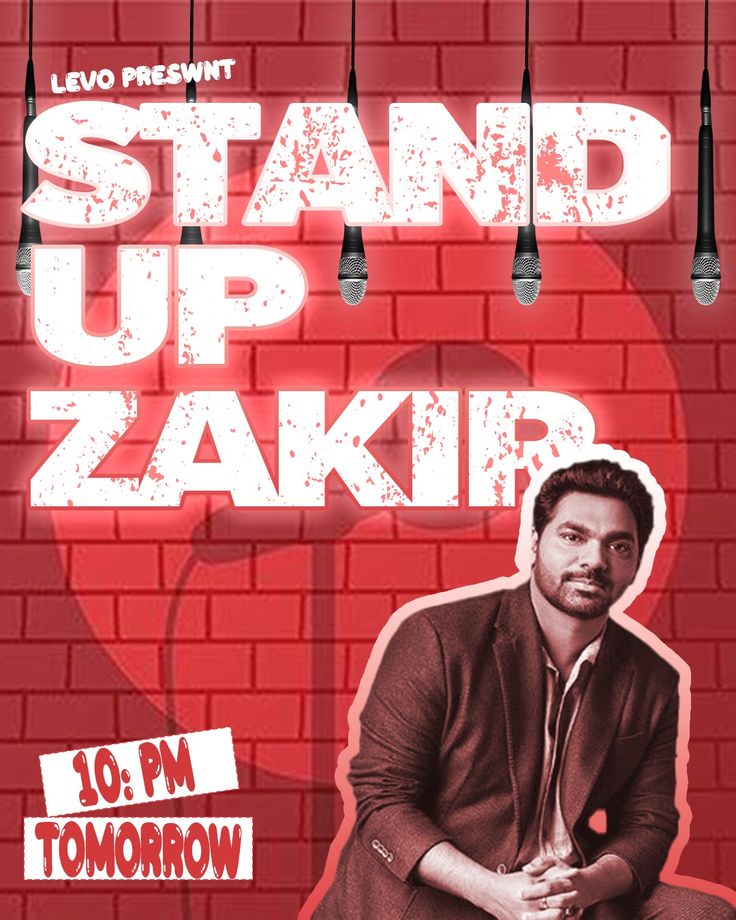 LEVO PRESWNT
STAND
UP
ZAKIR
10: PM
TOMORROW